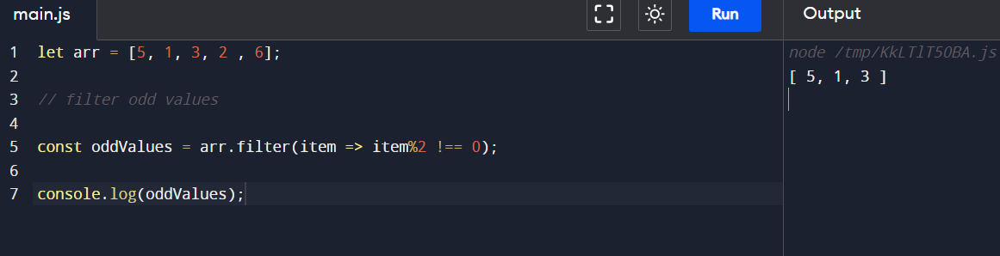 main.js
Run
Output
1 let arr = [5, 1, 3, 2 , 6];
2
3 // filter odd values
4
5 const oddValues = arr.filter(item => item%2 !== 0);
6
7 console.log(oddValues);
node /tmp/KkLTlT5OBA.js
[ 5, 1, 3 ]